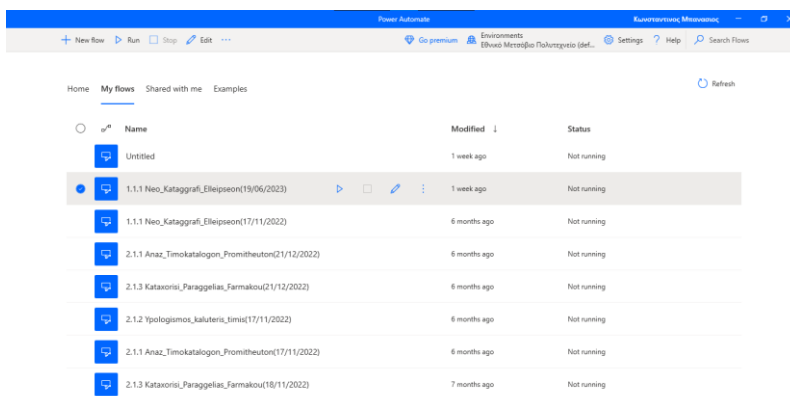 Power Automate
Κωνσταντινος Μπανασιας
New flow Run Stop Edit ...
Go premium
Environments
Εθνικό Μετσόβιο Πολυτεχνείο (def...
Settings ? Help Search Flows
Home My flows Shared with me Examples
Refresh
Name Modified ↓ Status
Untitled 1 week ago Not running
1.1.1 Neo_Kataggrafi_Elleipseon(19/06/2023) 1 week ago Not running
1.1.1 Neo_Kataggrafi_Elleipseon(17/11/2022) 6 months ago Not running
2.1.1 Anaz_Timokatalogon_Promitheuton(21/12/2022) 6 months ago Not running
2.1.3 Kataxorisi_Paraggelias_Farmakou(21/12/2022) 6 months ago Not running
2.1.2 Ypologismos_kaluteris_timis(17/11/2022) 6 months ago Not running
2.1.1 Anaz_Timokatalogon_Promitheuton(17/11/2022) 6 months ago Not running
2.1.3 Kataxorisi_Paraggelias_Farmakou(18/11/2022) 7 months ago Not running